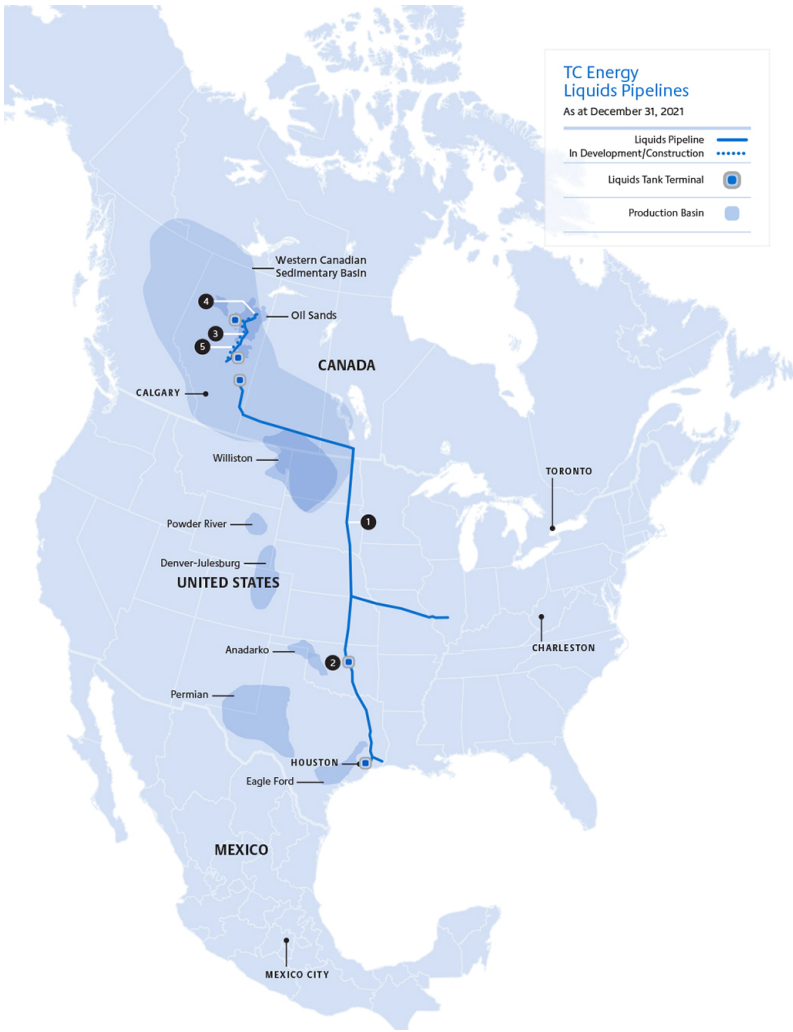 TC Energy
Liquids Pipelines
As at December 31, 2021
Liquids Pipeline
In Development/Construction
Liquids Tank Terminal
Production Basin
Western Canadian
Sedimentary Basin
4
Oil Sands
3
5
CANADA
CALGARY
Williston
TORONTO
1
Powder River
Denver-Julesburg
UNITED STATES
CHARLESTON
Anadarko
2
Permian
HOUSTON
Eagle Ford
MEXICO
MEXICO CITY